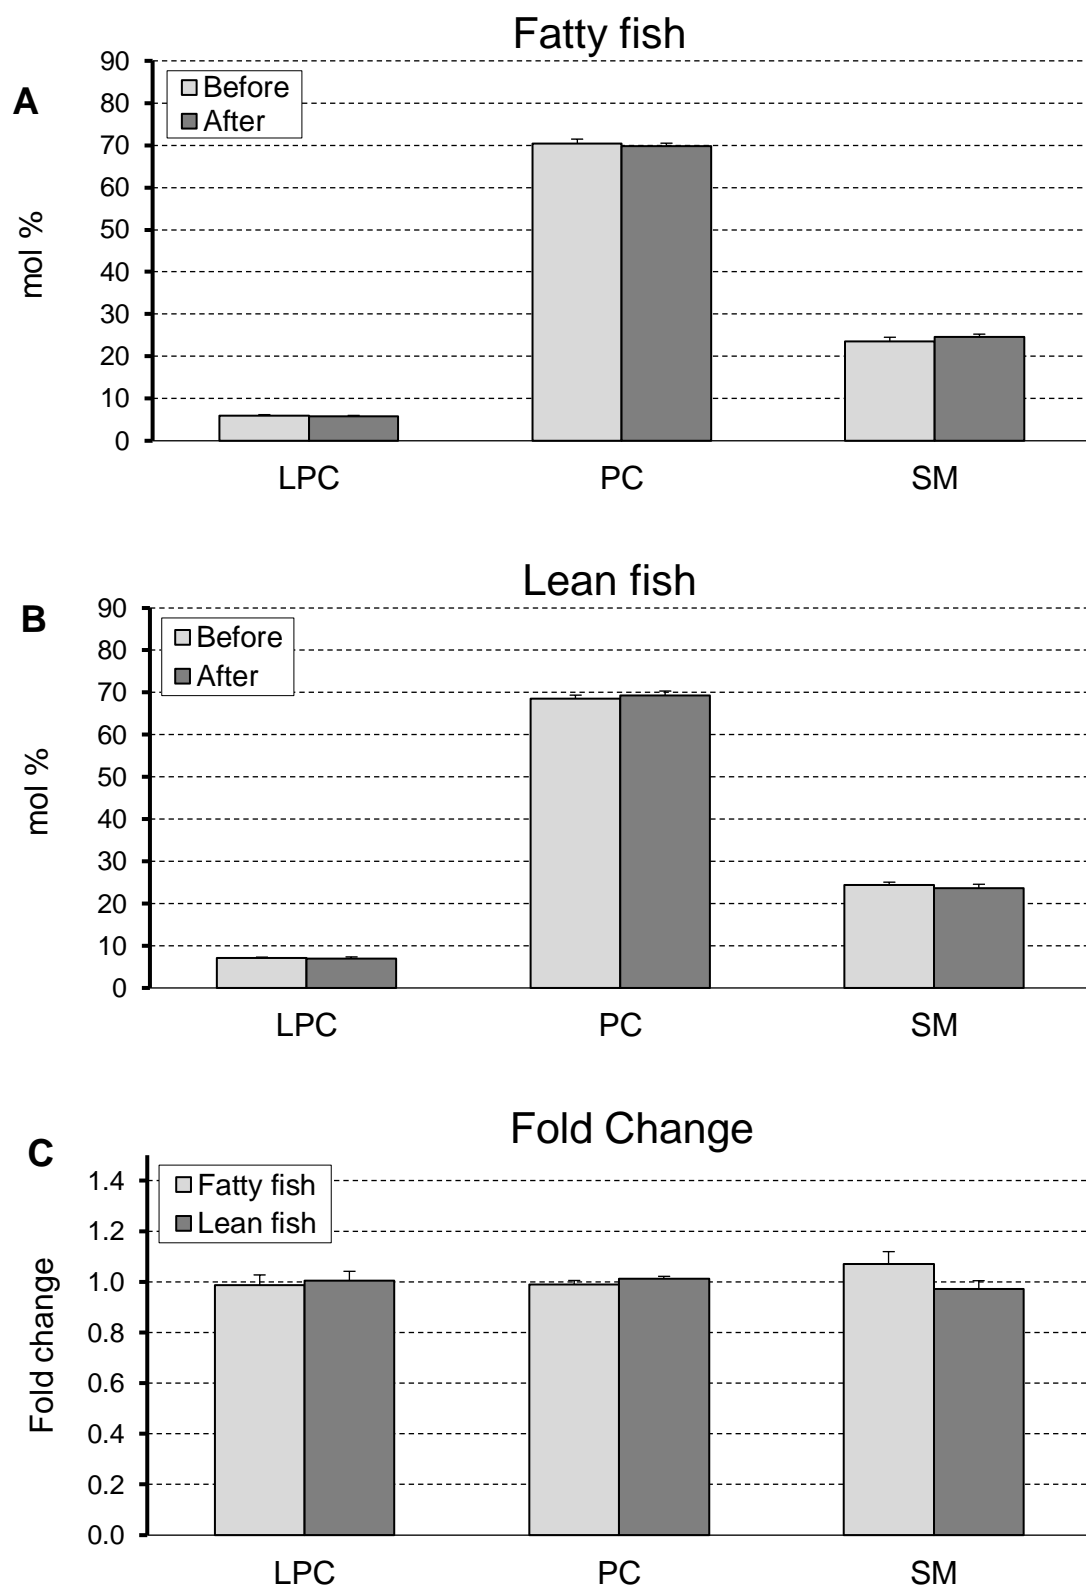 Fatty fish
A
Before
After
90
80
70
60
50
40
30
20
10
0
mol %
LPC PC SM
Lean fish
B
Before
After
90
80
70
60
50
40
30
20
10
0
mol %
LPC PC SM
Fold Change
C
Fatty fish
Lean fish
1.4
1.2
1.0
0.8
0.6
0.4
0.2
0.0
Fold change
LPC PC SM